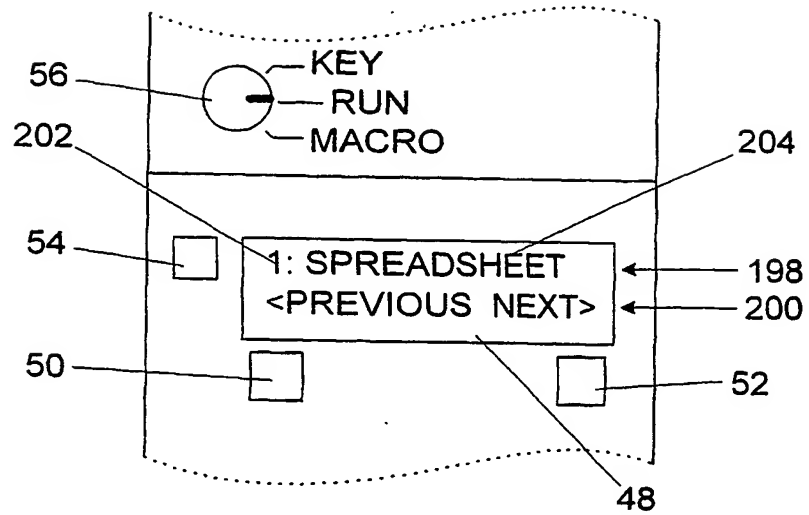 KEY
56
RUN
202
MACRO
204
54
1: SPREADSHEET
198
<PREVIOUS NEXT>
200
50
52
48